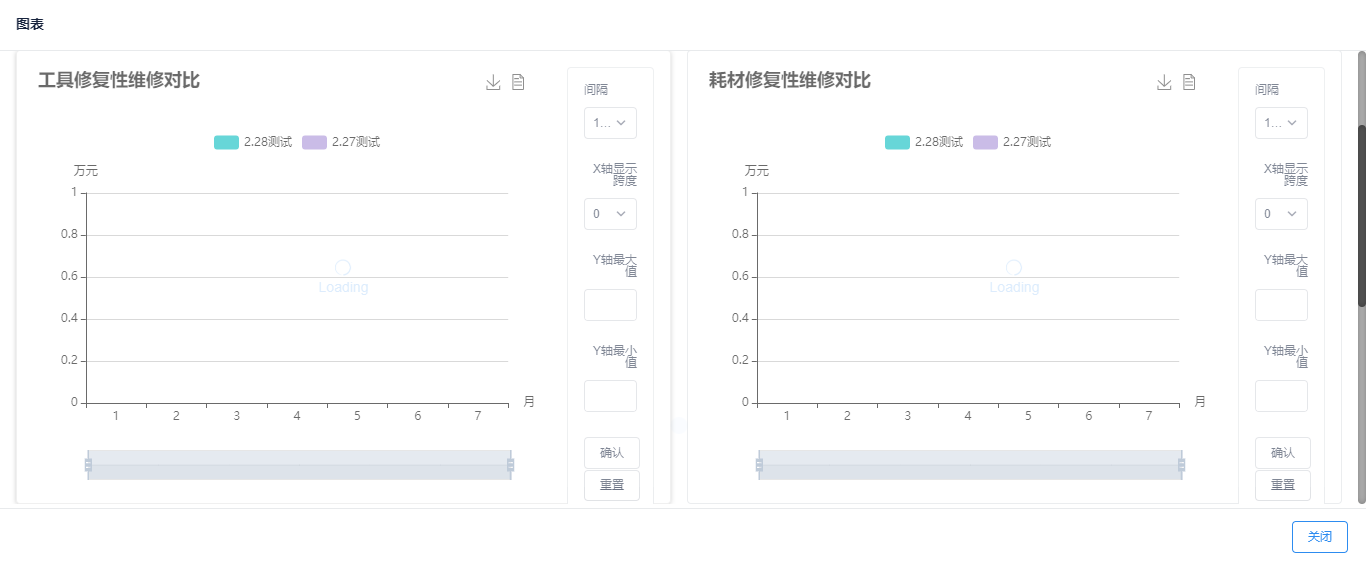 图表
工具修复性维修对比
2.28测试
2.27测试
万元
1
0.8
0.6
0.4
0.2
0
Loading
1
2
3
4
5
6
7
月
间隔
1...
X轴显示
跨度
0
Y轴最大
值
Y轴最小
值
确认
重置
耗材修复性维修对比
2.28测试
2.27测试
万元
1
0.8
0.6
0.4
0.2
0
Loading
1
2
3
4
5
6
7
月
间隔
1...
X轴显示
跨度
0
Y轴最大
值
Y轴最小
值
确认
重置
关闭